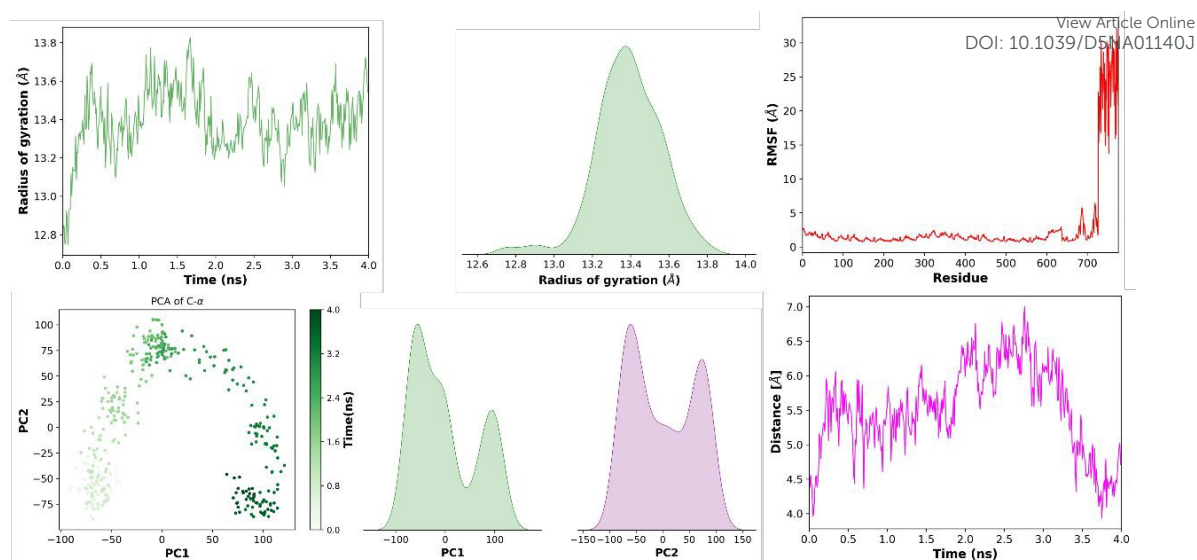 View Article Online
DOI: 10.1039/D5NA01140J
13.8
13.6
13.4
13.2
13.0
12.8
Radius of gyration (Å)
0.0 0.5 1.0 1.5 2.0 2.5 3.0 3.5 4.0
Time (ns)
12.6 12.8 13.0 13.2 13.4 13.6 13.8 14.0
Radius of gyration (Å)
30
25
20
15
10
5
0
RMSF (Å)
0 100 200 300 400 500 600 700
Residue
PCA of C-α
100
75
50
25
0
−25
−50
−75
PC2
−100 −50 0 50 100
PC1
4.0
3.2
2.4
1.6
0.8
0.0
Time(ns)
−100 0 100
PC1
−150 −100 −50 0 50 100 150
PC2
7.0
6.5
6.0
5.5
5.0
4.5
4.0
Distance [Å]
0.0 0.5 1.0 1.5 2.0 2.5 3.0 3.5 4.0
Time (ns)